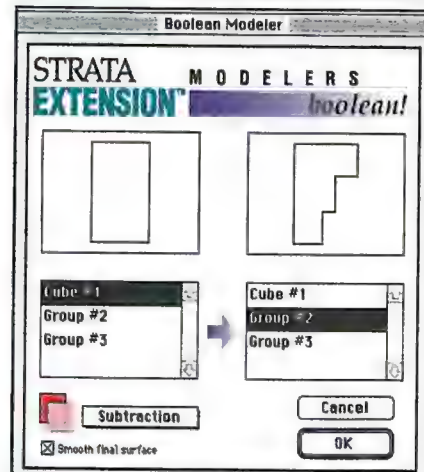 Boolean Modeler
STRATA MODELERS
EXTENSION™ boolean!
Cube #1
Group #2
Group #3
Cube #1
Group #2
Group #3
Subtraction
Cancel
Smooth final surface
OK